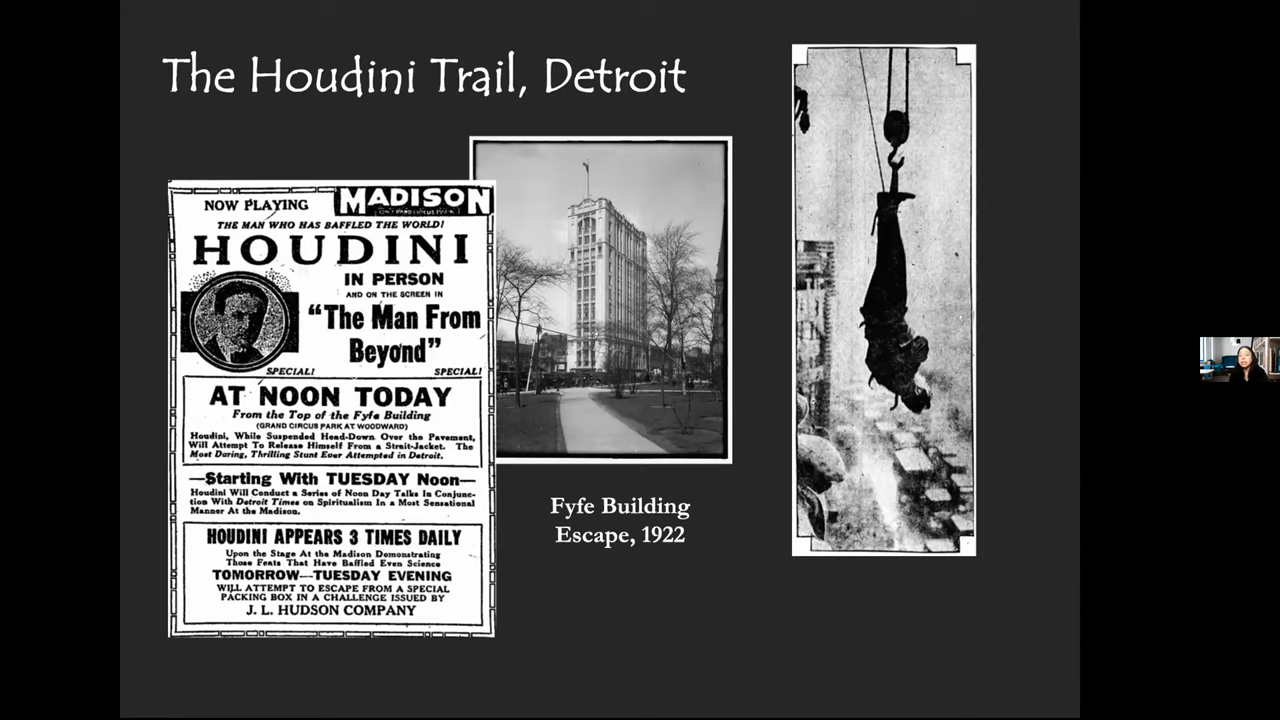 The Houdini Trail, Detroit
NOW PLAYING
MADISON
THE MAN WHO HAS BAFFLED THE WORLD!
HOUDINI
IN PERSON
AND ON THE SCREEN IN
"The Man From
Beyond"
SPECIAL! SPECIAL!
AT NOON TODAY
From the Top of the Fyfe Building
(GRAND CIRCUS PARK AT WOODWARD)
Houdini, While Suspended Head-Down Over the Pavement,
Will Attempt To Release Himself From a Strait-Jacket. The
Most Daring, Thrilling Stunt Ever Attempted in Detroit.
—Starting With TUESDAY Noon—
Houdini Will Conduct a Series of Noon Day Talks In Conjunc-
tion With Detroit Times on Spiritualism In a Most Sensational
Manner At the Madison.
HOUDINI APPEARS 3 TIMES DAILY
Upon the Stage At the Madison Demonstrating
Those Feats That Have Baffled Even Science
TOMORROW—TUESDAY EVENING
WILL ATTEMPT TO ESCAPE FROM A SPECIAL
PACKING BOX IN A CHALLENGE ISSUED BY
J. L. HUDSON COMPANY
Fyfe Building
Escape, 1922